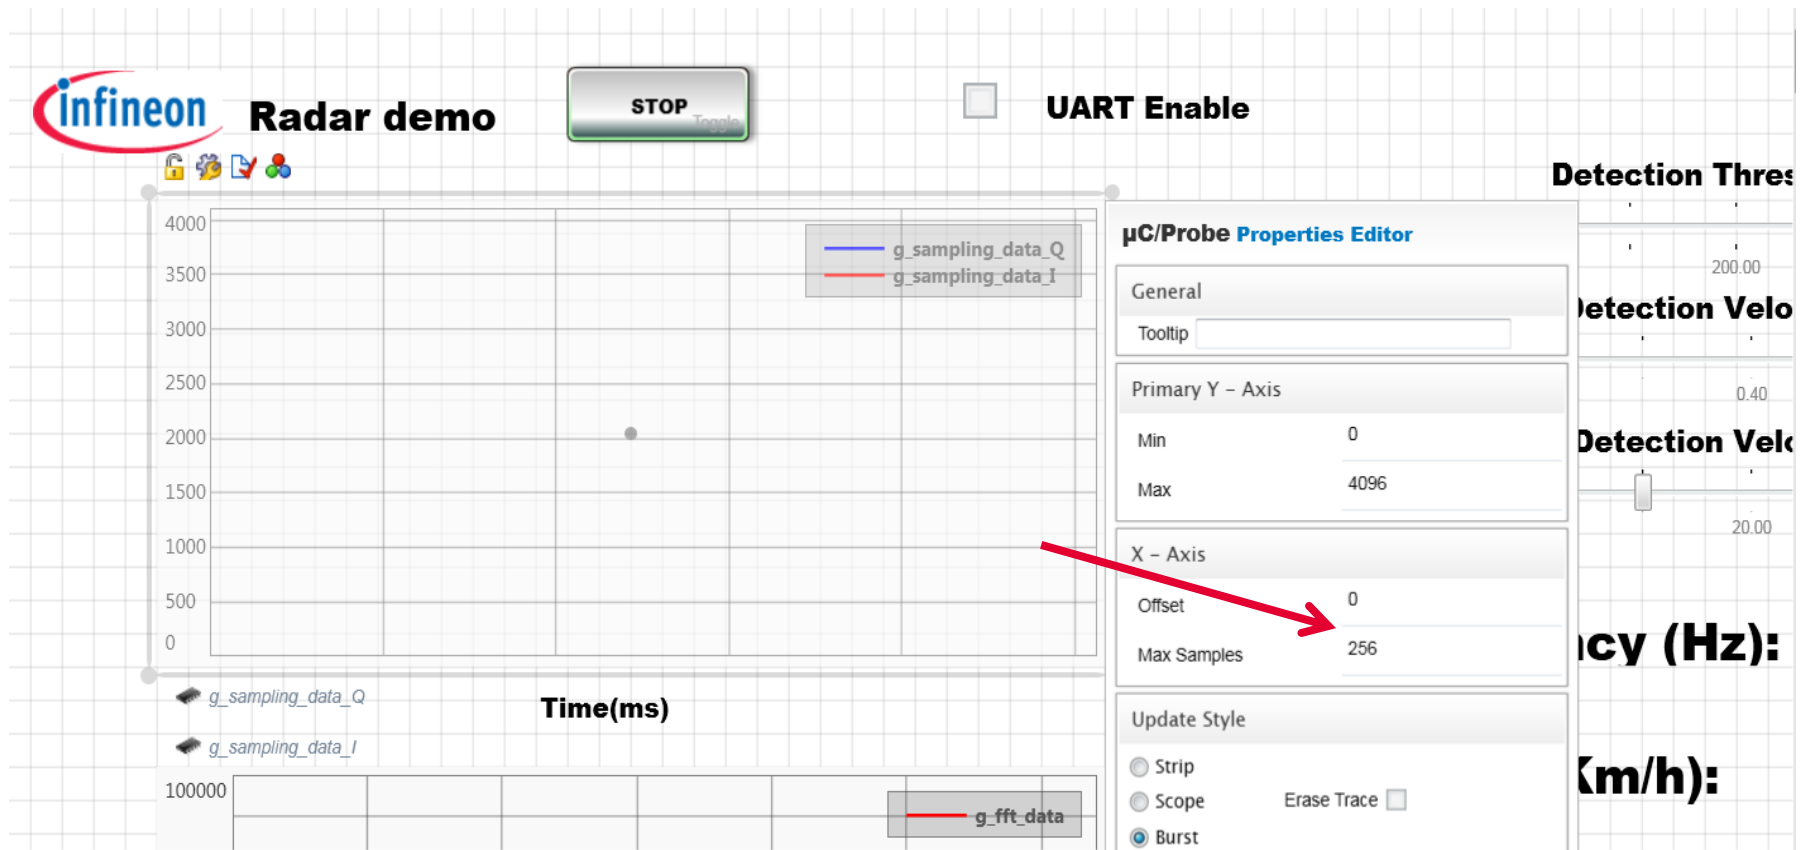 infineon
Radar demo
STOP
Toggle
UART Enable
Detection Thres
4000
3500
3000
2500
2000
1500
1000
500
0
g_sampling_data_Q
g_sampling_data_I
µC/Probe Properties Editor
General
Tooltip
Primary Y - Axis
Min 0
Max 4096
X - Axis
Offset 0
Max Samples 256
Update Style
Strip
Scope Erase Trace
Burst
200.00
Detection Velo
0.40
Detection Velo
20.00
ncy (Hz):
Km/h):
g_sampling_data_Q
Time(ms)
g_sampling_data_I
100000
g_fft_data